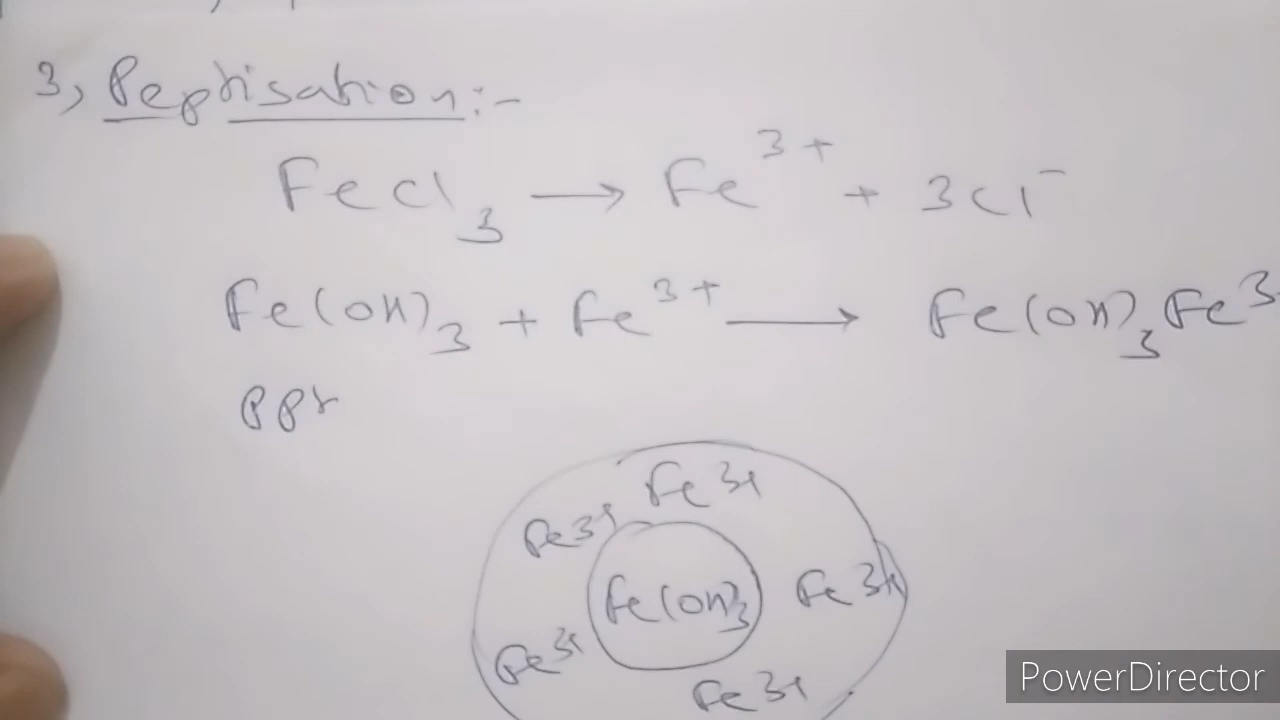 3, Peptisation:-
FeCl₃ → Fe³⁺ + 3Cl⁻
Fe(OH)₃ + Fe³⁺ → Fe(OH)₃Fe³
PPt
Fe³⁺
Fe³⁺
Fe(OH)₃ Fe³⁺
Fe³⁺
Fe³⁺
PowerDirector